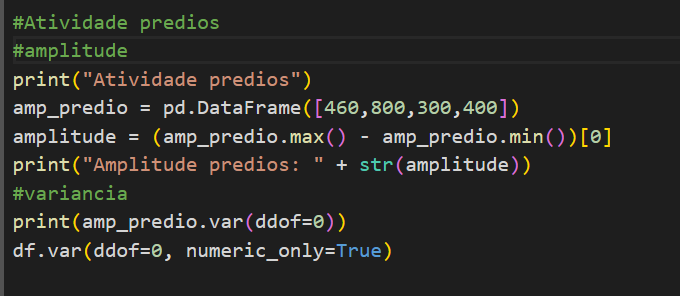 #Atividade predios
#amplitude
print("Atividade predios")
amp_predio = pd.DataFrame([460,800,300,400])
amplitude = (amp_predio.max() - amp_predio.min())[0]
print("Amplitude predios: " + str(amplitude))
#variancia
print(amp_predio.var(ddof=0))
df.var(ddof=0, numeric_only=True)